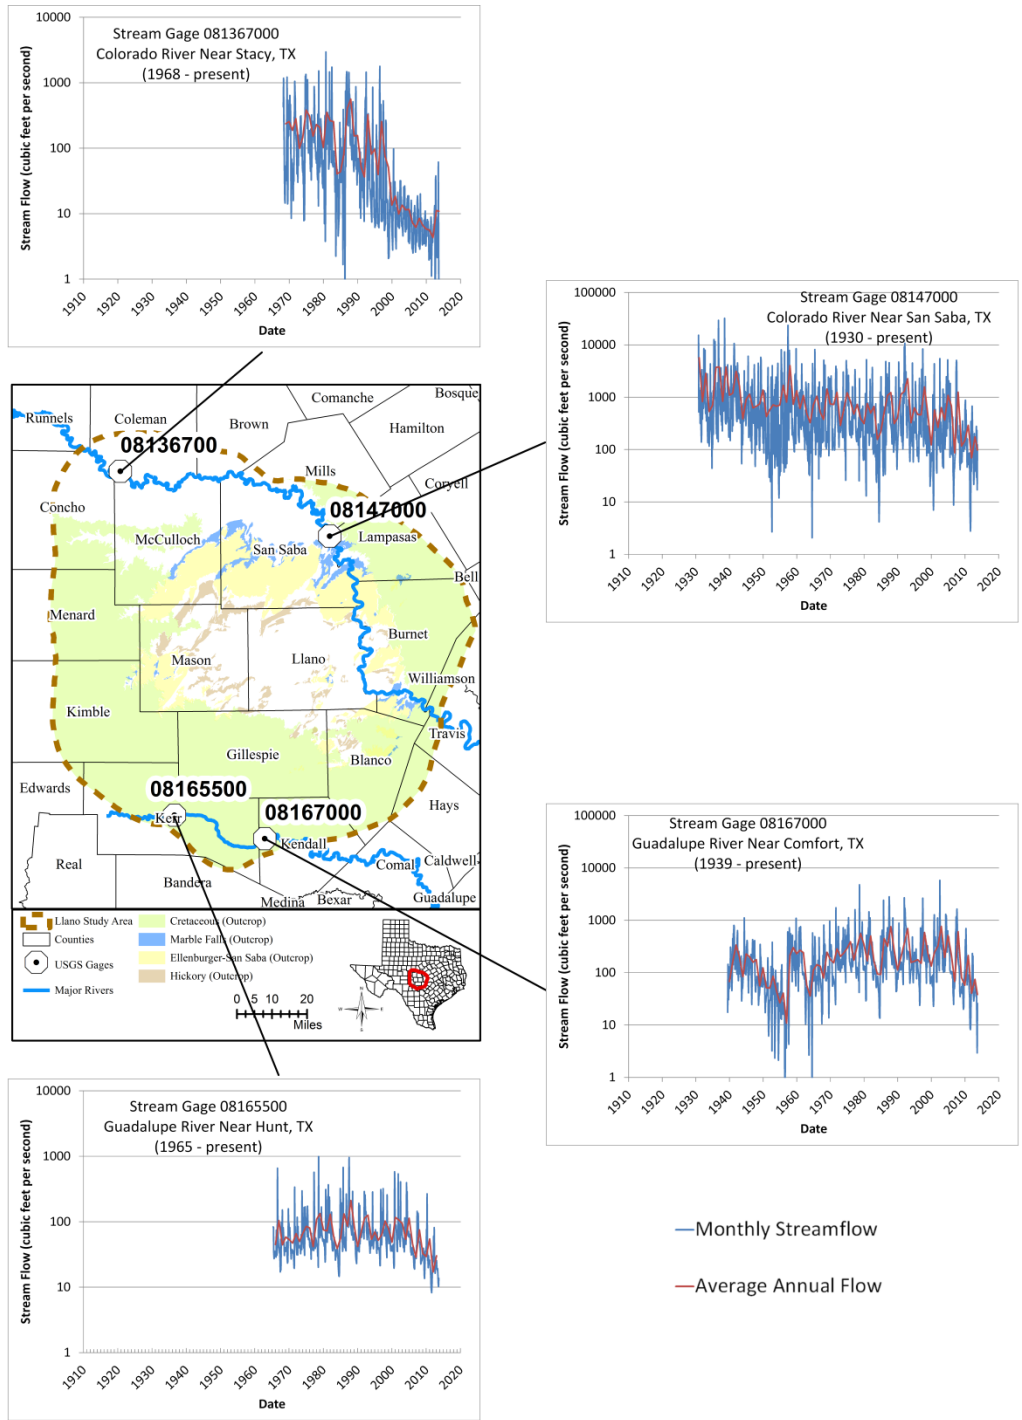 Stream Gage 081367000
Colorado River Near Stacy, TX
(1968 - present)
Stream Flow (cubic feet per second)
10000
1000
100
10
1
1910 1920 1930 1940 1950 1960 1970 1980 1990 2000 2010 2020
Date
Stream Gage 08147000
Colorado River Near San Saba, TX
(1930 - present)
Stream Flow (cubic feet per second)
100000
10000
1000
100
10
1
1910 1920 1930 1940 1950 1960 1970 1980 1990 2000 2010 2020
Date
Runnels
Coleman
Brown
Comanche
Bosque
Hamilton
08136700
Mills
Coryell
Concho
08147000
McCulloch
San Saba
Lampasas
Bell
Menard
Burnet
Mason
Llano
Williamson
Kimble
Travis
Gillespie
Blanco
Edwards
08165500
Hays
08167000
Kerr
Kendall
Real
Comal
Caldwell
Bandera
Medina
Bexar
Guadalupe
Llano Study Area
Counties
USGS Gages
Major Rivers
Cretaceous (Outcrop)
Marble Falls (Outcrop)
Ellenburger-San Saba (Outcrop)
Hickory (Outcrop)
0 5 10 20
Miles
N
W E
S
Stream Gage 08167000
Guadalupe River Near Comfort, TX
(1939 - present)
Stream Flow (cubic feet per second)
100000
10000
1000
100
10
1
1910 1920 1930 1940 1950 1960 1970 1980 1990 2000 2010 2020
Date
Stream Gage 08165500
Guadalupe River Near Hunt, TX
(1965 - present)
Stream Flow (cubic feet per second)
10000
1000
100
10
1
1910 1920 1930 1940 1950 1960 1970 1980 1990 2000 2010 2020
Date
Monthly Streamflow
Average Annual Flow